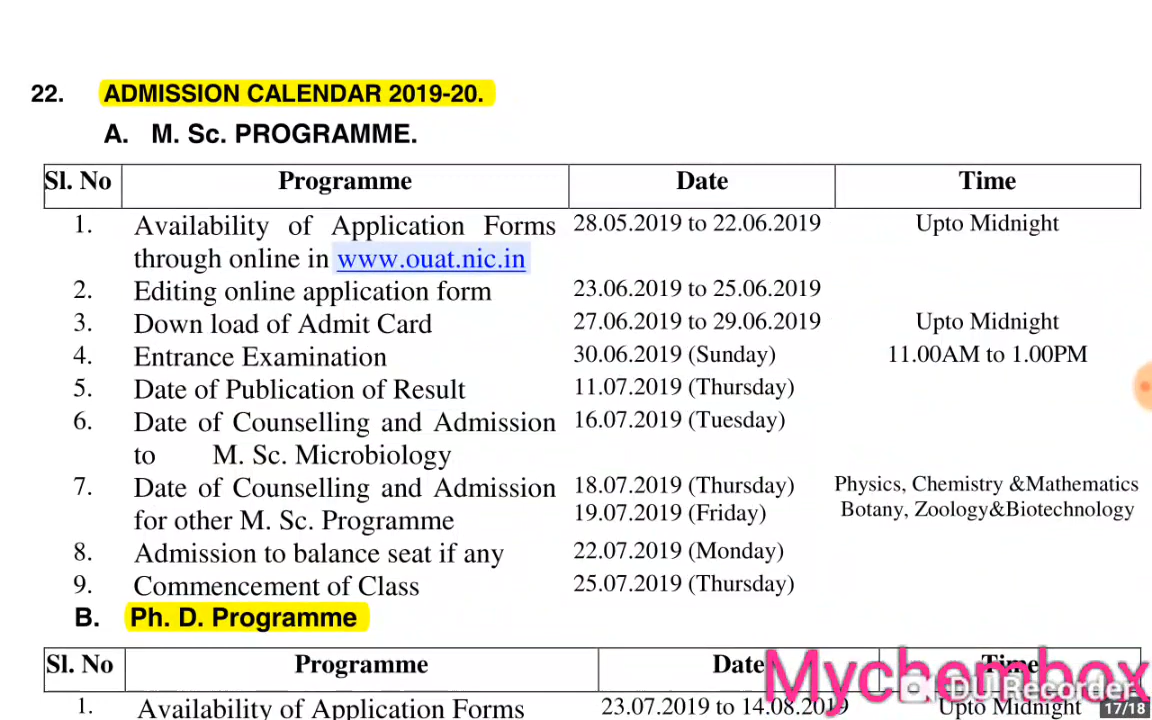 22. ADMISSION CALENDAR 2019-20.
A. M. Sc. PROGRAMME.
Sl. No Programme Date Time
1. Availability of Application Forms 28.05.2019 to 22.06.2019 Upto Midnight
through online in www.ouat.nic.in
2. Editing online application form 23.06.2019 to 25.06.2019
3. Down load of Admit Card 27.06.2019 to 29.06.2019 Upto Midnight
4. Entrance Examination 30.06.2019 (Sunday) 11.00AM to 1.00PM
5. Date of Publication of Result 11.07.2019 (Thursday)
6. Date of Counselling and Admission 16.07.2019 (Tuesday)
to M. Sc. Microbiology
7. Date of Counselling and Admission 18.07.2019 (Thursday) Physics, Chemistry &Mathematics
for other M. Sc. Programme 19.07.2019 (Friday) Botany, Zoology&Biotechnology
8. Admission to balance seat if any 22.07.2019 (Monday)
9. Commencement of Class 25.07.2019 (Thursday)
B. Ph. D. Programme
Sl. No Programme Date Time
Mychembox
DU Recorder
1. Availability of Application Forms 23.07.2019 to 14.08.2019 Upto Midnight
17/18